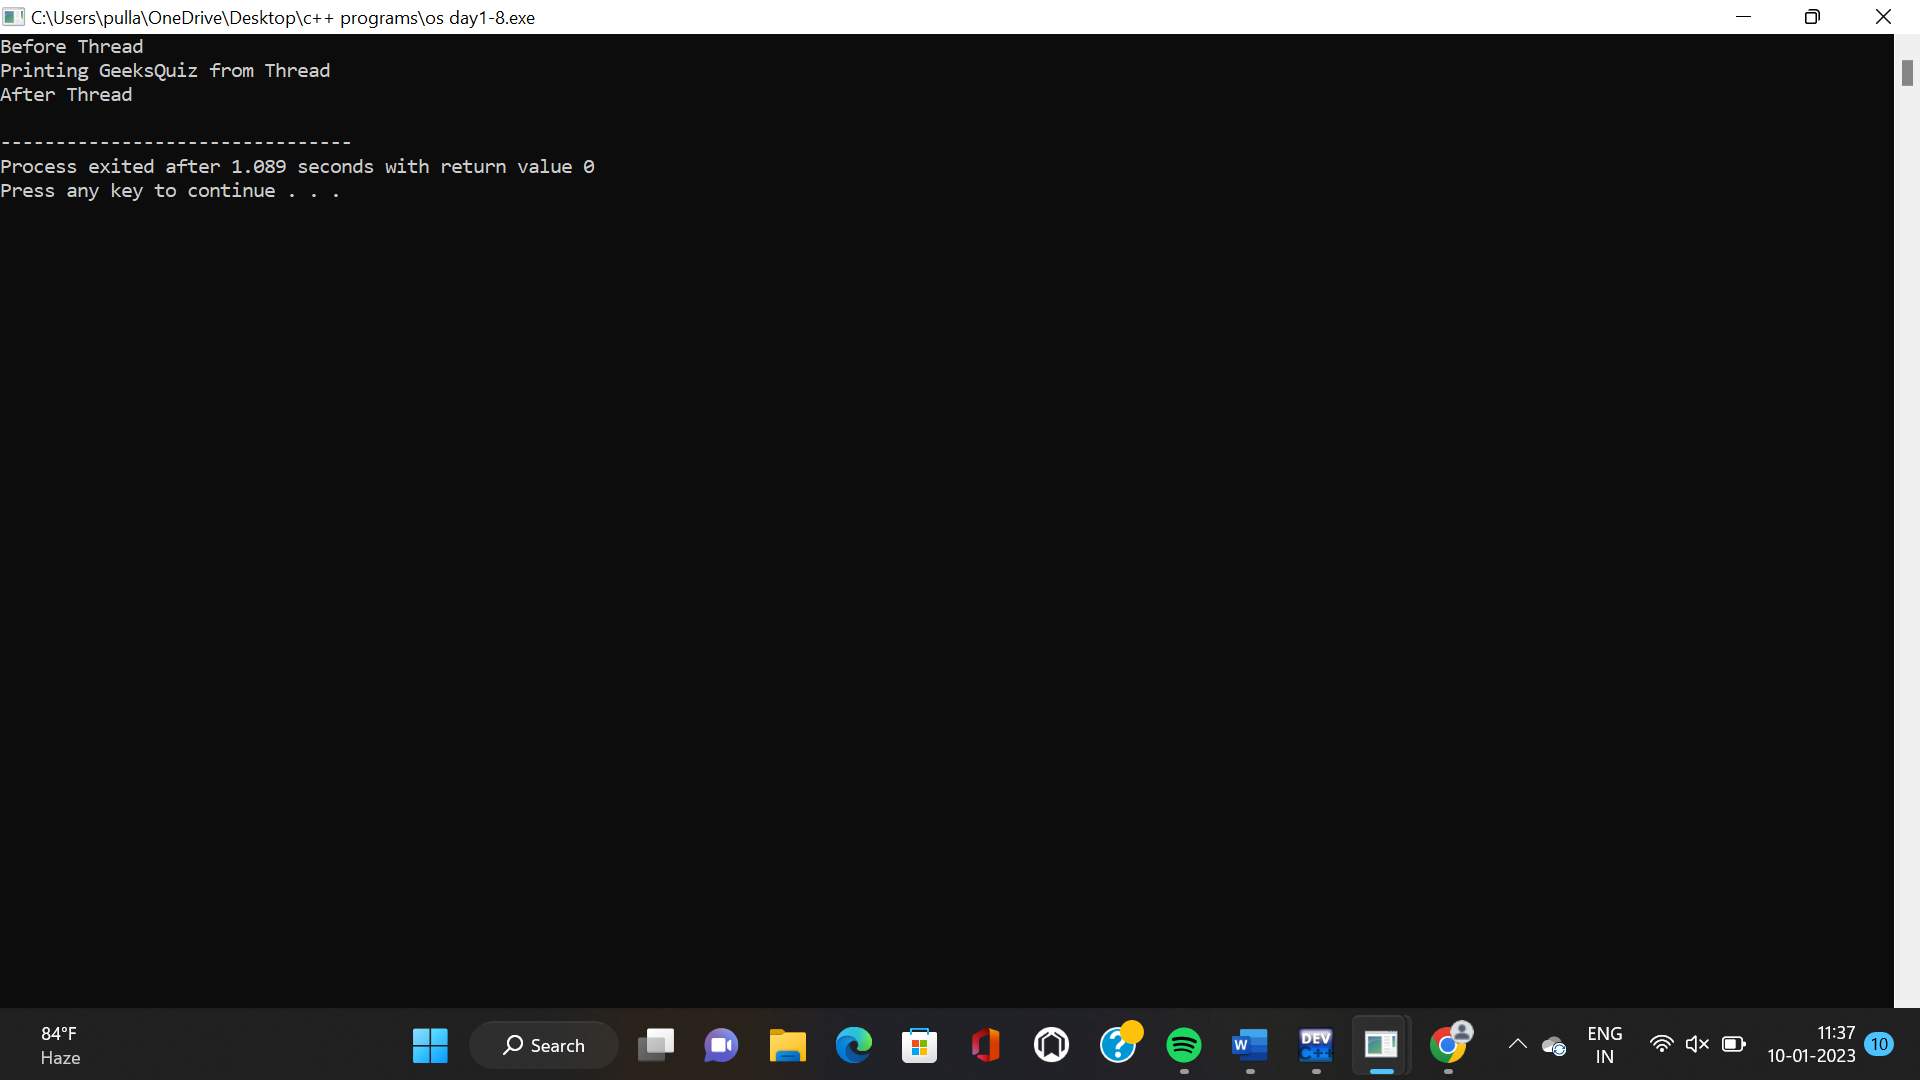 C:\Users\pulla\OneDrive\Desktop\c++ programs\os day1-8.exe
Before Thread
Printing GeeksQuiz from Thread
After Thread
--------------------------------
Process exited after 1.089 seconds with return value 0
Press any key to continue . . .
84°F
Haze
Search
W
DEV
C++
ENG
IN
11:37
10-01-2023
10